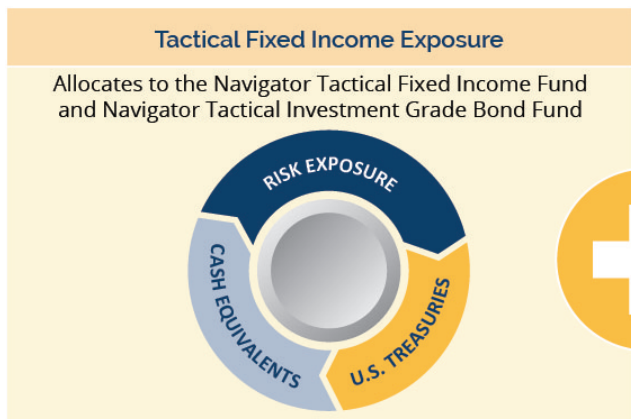 Tactical Fixed Income Exposure
Allocates to the Navigator Tactical Fixed Income Fund
and Navigator Tactical Investment Grade Bond Fund
RISK EXPOSURE
CASH EQUIVALENTS
U.S. TREASURIES